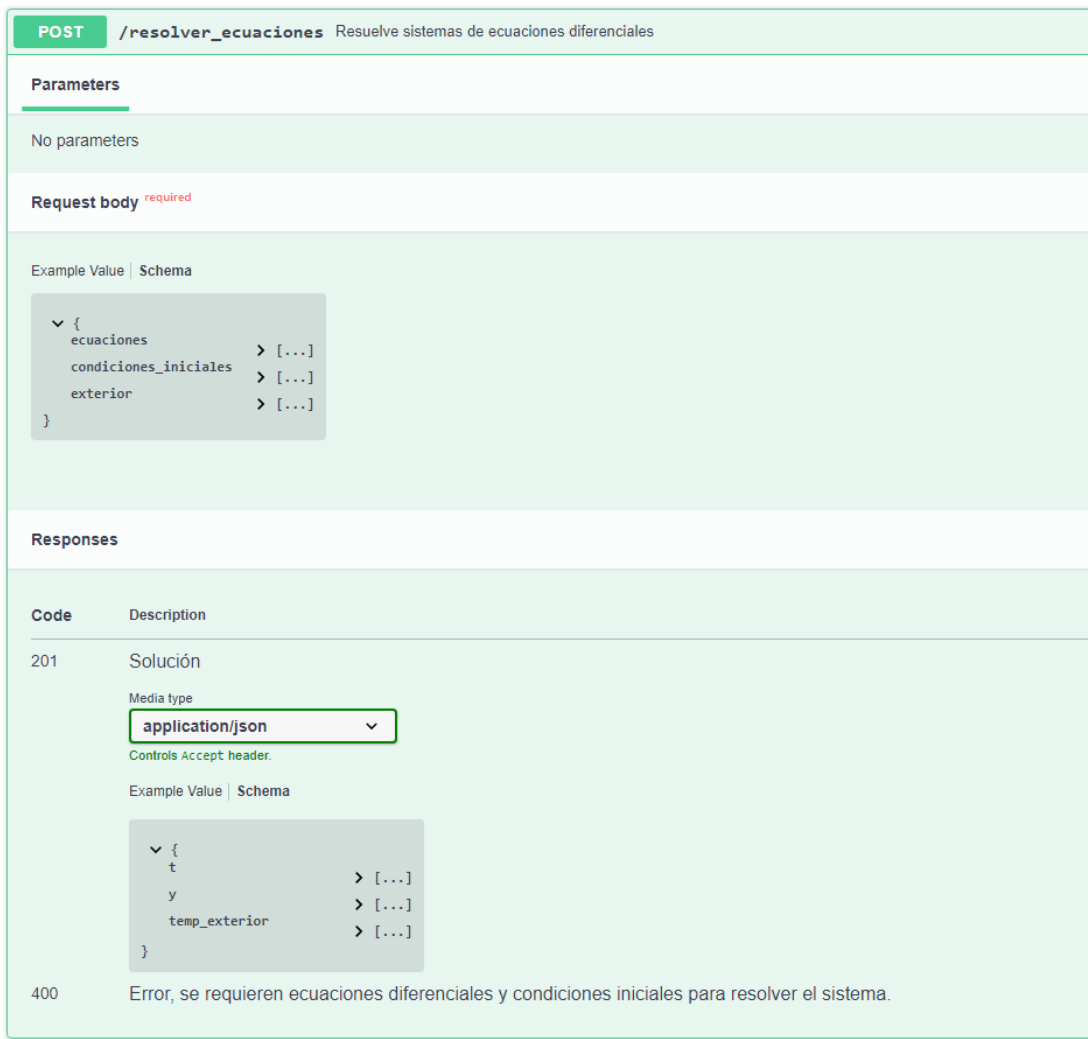 POST /resolver_ecuaciones Resuelve sistemas de ecuaciones diferenciales
Parameters
No parameters
Request body required
Example Value | Schema
{
ecuaciones
[...]
condiciones_iniciales
[...]
exterior
[...]
}
Responses
Code Description
201 Solución
Media type
application/json
Controls Accept header.
Example Value | Schema
{
t
[...]
y
[...]
temp_exterior
[...]
}
400 Error, se requieren ecuaciones diferenciales y condiciones iniciales para resolver el sistema.